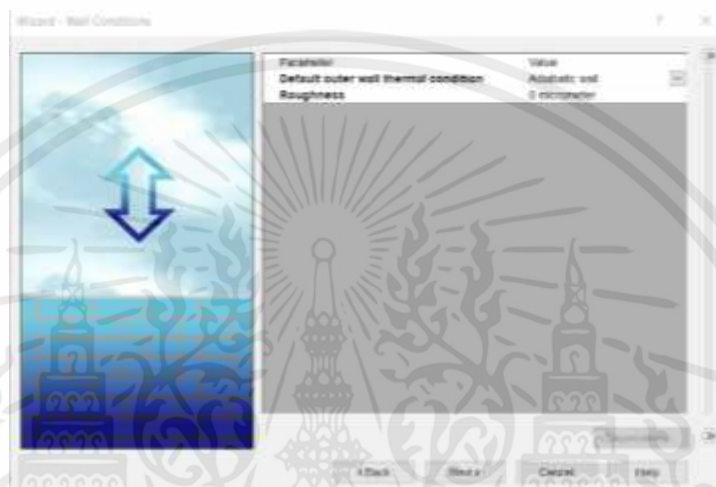 Wizard - Wall Conditions ? ×
Parameter Value
Default outer wall thermal condition Adiabatic wall
Roughness 0 micrometer
< Back Next > Cancel Help